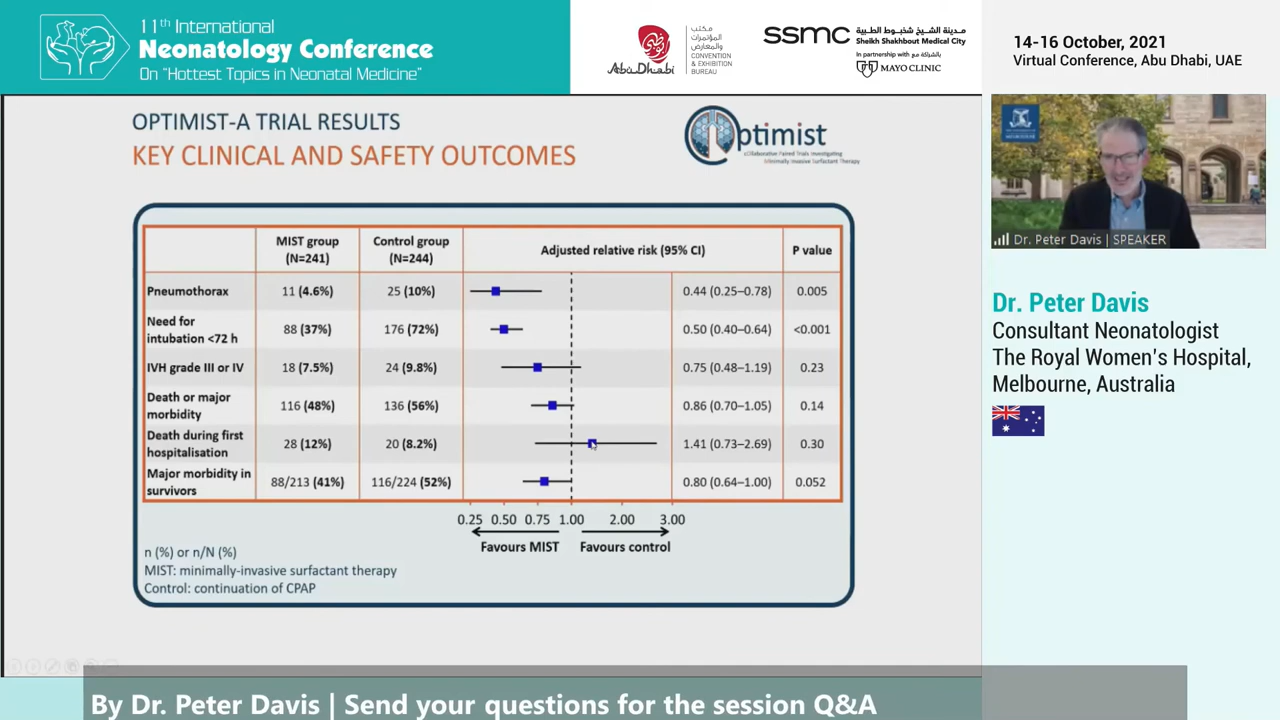 11th International
Neonatology Conference
On "Hottest Topics in Neonatal Medicine"
أبوظبي
Abu Dhabi
مكتب
المؤتمرات
والمعارض
CONVENTION
& EXHIBITION
BUREAU
ssmc مدينة الشيخ شخبوط الطبية
Sheikh Shakhbout Medical City
In partnership with بالشراكة مع
MAYO CLINIC
14-16 October, 2021
Virtual Conference, Abu Dhabi, UAE
OPTIMIST-A TRIAL RESULTS
KEY CLINICAL AND SAFETY OUTCOMES
Optimist
cOllaborative Paired Trials Investigating
Minimally Invasive Surfactant Therapy
MIST group Control group Adjusted relative risk (95% CI) P value
(N=241) (N=244)
Pneumothorax 11 (4.6%) 25 (10%) 0.44 (0.25–0.78) 0.005
Need for
intubation <72 h 88 (37%) 176 (72%) 0.50 (0.40–0.64) <0.001
IVH grade III or IV 18 (7.5%) 24 (9.8%) 0.75 (0.48–1.19) 0.23
Death or major
morbidity 116 (48%) 136 (56%) 0.86 (0.70–1.05) 0.14
Death during first
hospitalisation 28 (12%) 20 (8.2%) 1.41 (0.73–2.69) 0.30
Major morbidity in
survivors 88/213 (41%) 116/224 (52%) 0.80 (0.64–1.00) 0.052
0.25 0.50 0.75 1.00 2.00 3.00
Favours MIST Favours control
n (%) or n/N (%)
MIST: minimally-invasive surfactant therapy
Control: continuation of CPAP
Dr. Peter Davis | SPEAKER
Dr. Peter Davis
Consultant Neonatologist
The Royal Women's Hospital,
Melbourne, Australia
By Dr. Peter Davis | Send your questions for the session Q&A